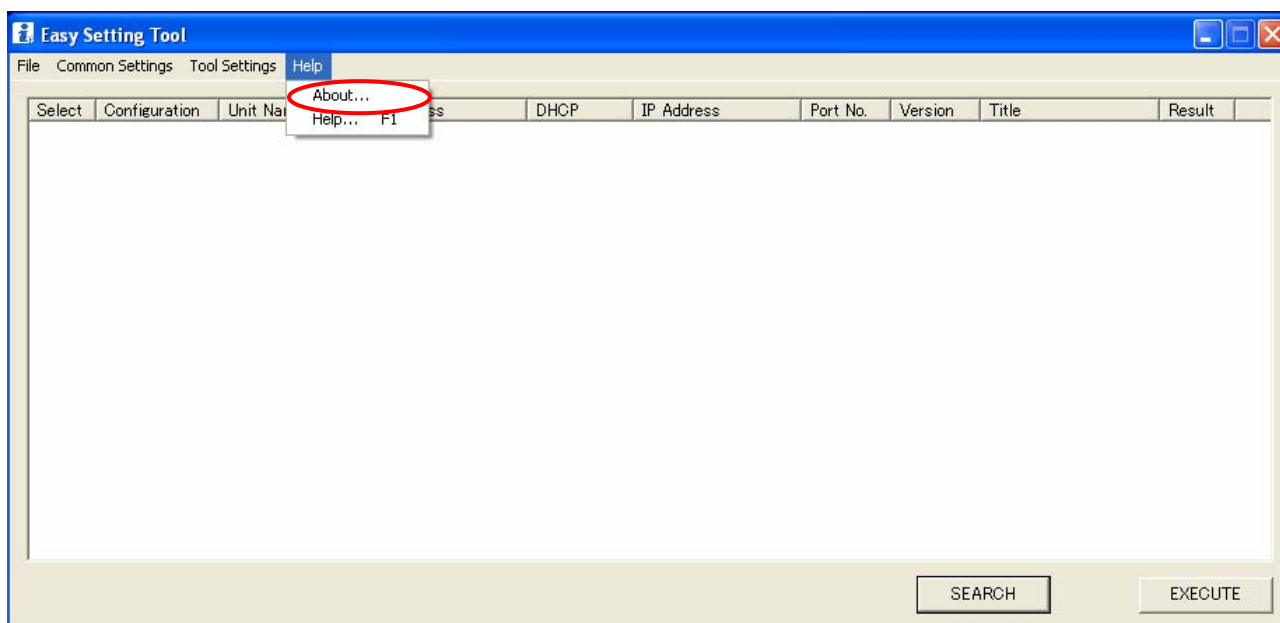 Easy Setting Tool
File Common Settings Tool Settings Help
About...
Help... F1
Select Configuration Unit Na ss DHCP IP Address Port No. Version Title Result
SEARCH EXECUTE